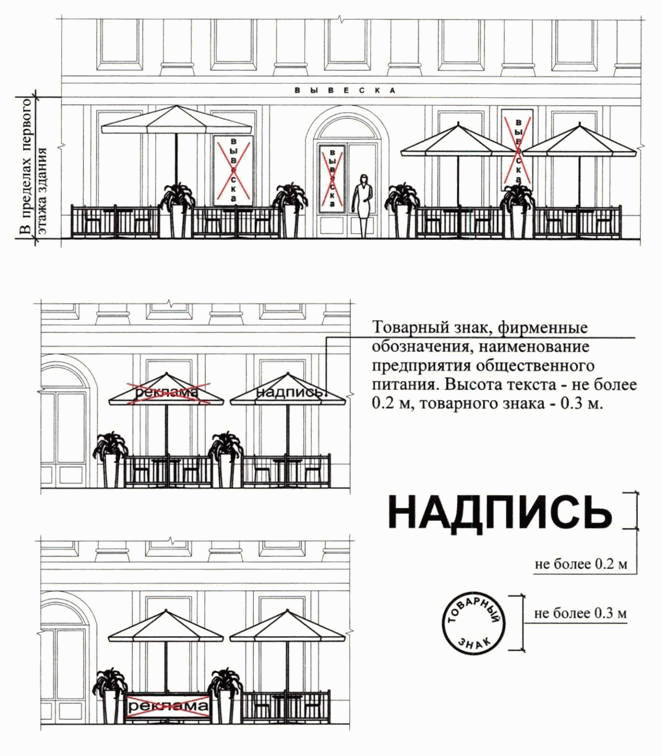 ВЫВЕСКА
В пределах первого
этажа здания
вывеска
вывеска
вывеска
Товарный знак, фирменные
обозначения, наименование
предприятия общественного
питания. Высота текста - не более
0.2 м, товарного знака - 0.3 м.
реклама
надпись
НАДПИСЬ
не более 0.2 м
ТОВАРНЫЙ
ЗНАК
не более 0.3 м
реклама